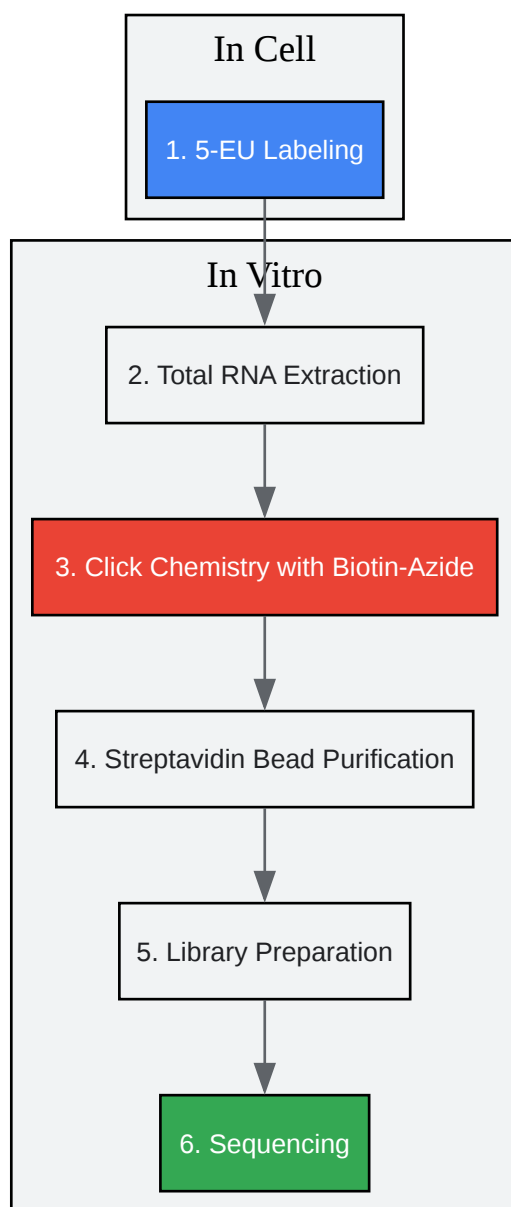 In Cell
1. 5-EU Labeling
In Vitro
2. Total RNA Extraction
3. Click Chemistry with Biotin-Azide
4. Streptavidin Bead Purification
5. Library Preparation
6. Sequencing